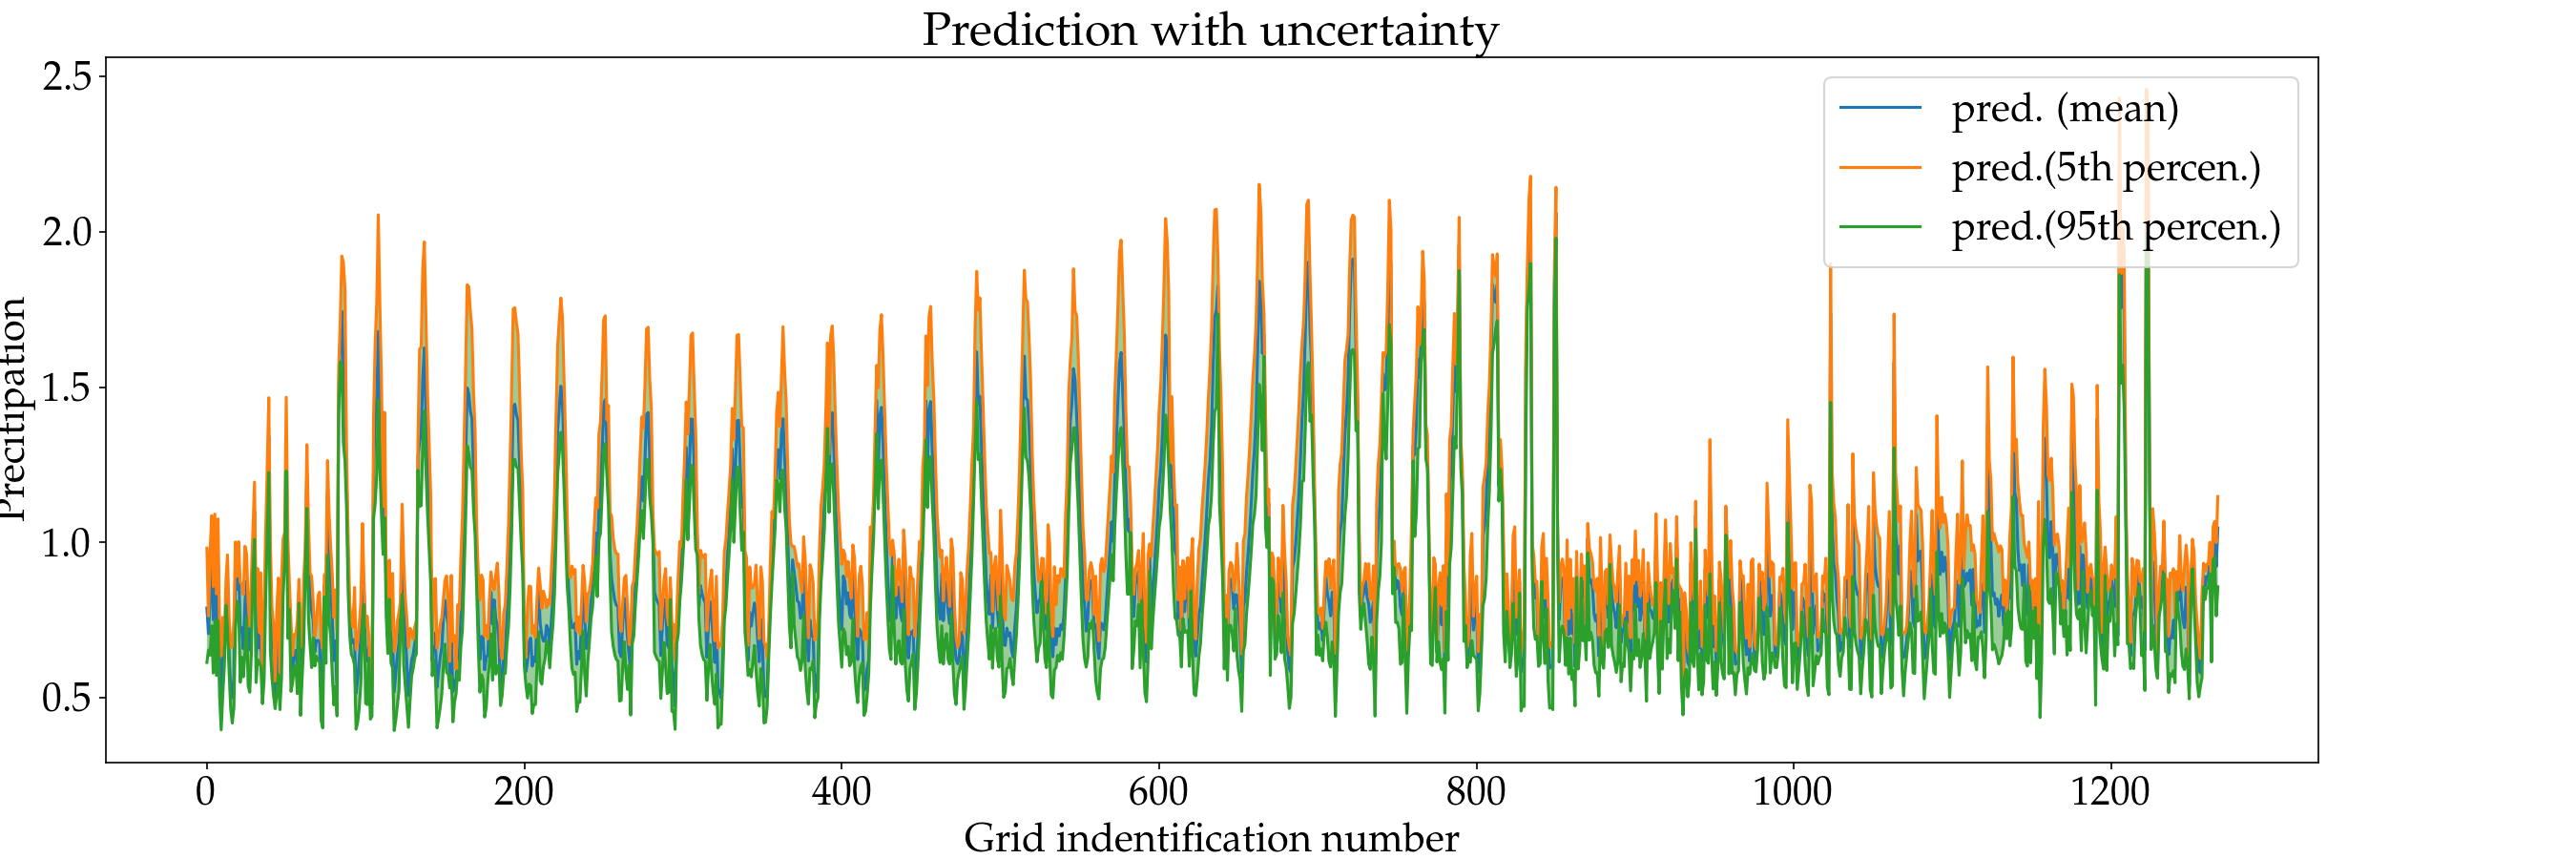 Prediction with uncertainty
2.5
2.0
1.5
1.0
0.5
Precitipation
pred. (mean)
pred.(5th percen.)
pred.(95th percen.)
0 200 400 600 800 1000 1200
Grid indentification number